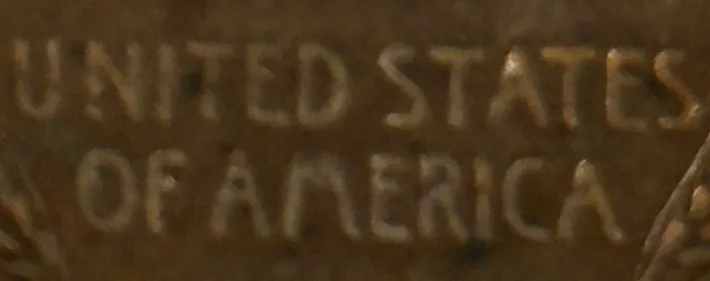 UNITED STATES
OF AMERICA